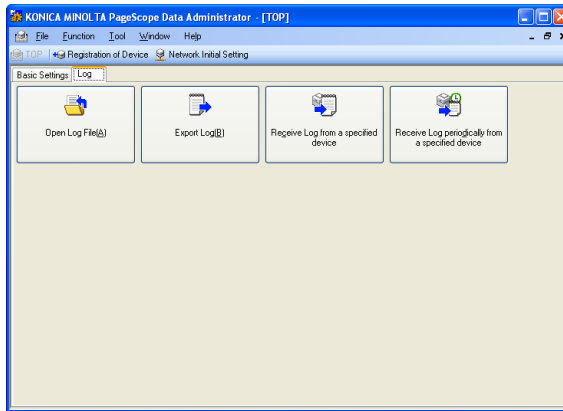 KONICA MINOLTA PageScope Data Administrator - [TOP]
File Function Tool Window Help
TOP Registration of Device Network Initial Setting
Basic Settings Log
Open Log File(A) Export Log(B) Receive Log from a specified device Receive Log periodically from a specified device